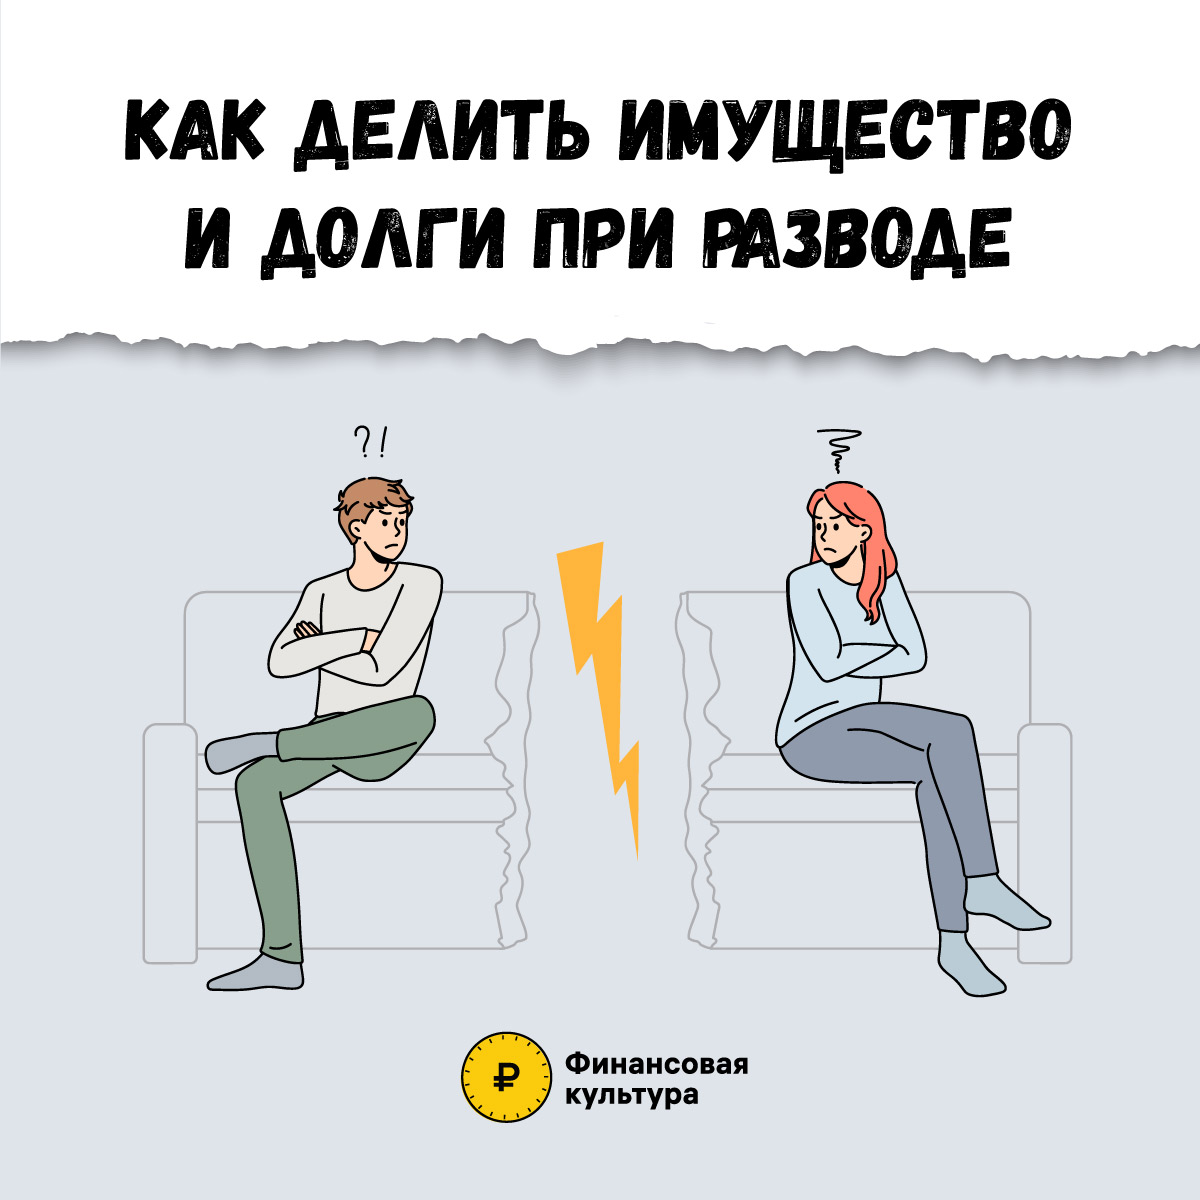 КАК ДЕЛИТЬ ИМУЩЕСТВО
И ДОЛГИ ПРИ РАЗВОДЕ
?!
₽
Финансовая
культура